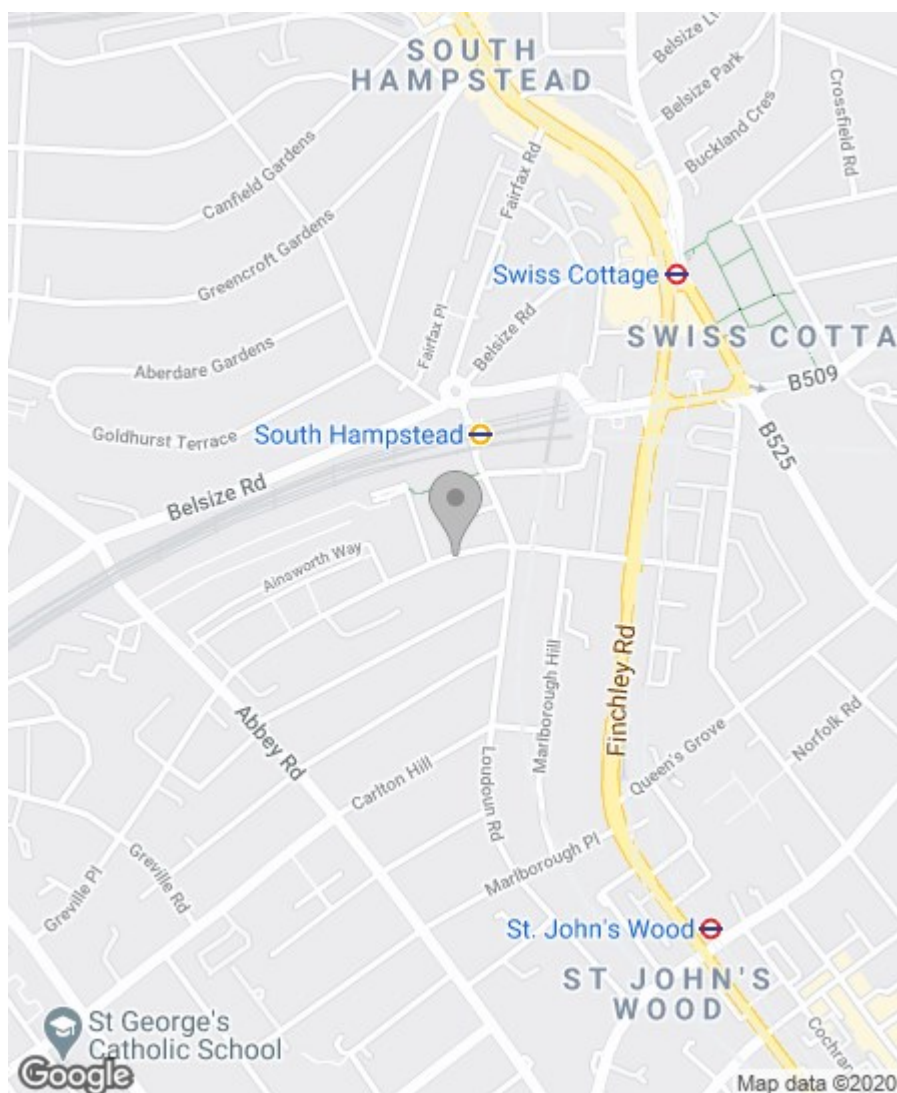 SOUTH
HAMPSTEAD
Belsize Park
Buckland Cres
Crossfield Rd
Fairfax Rd
Canfield Gardens
Greencroft Gardens
Swiss Cottage
SWISS COTTA
Fairfax Pl
Belsize Rd
Aberdare Gardens
B509
Goldhurst Terrace
South Hampstead
B525
Belsize Rd
Ainsworth Way
Marlborough Hill
Finchley Rd
Abbey Rd
Queen's Grove
Norfolk Rd
Carlton Hill
Loudoun Rd
Marlborough Pl
Greville Rd
Greville Pl
St. John's Wood
ST JOHN'S
WOOD
Cochran
St George's
Catholic School
Google
Map data ©2020